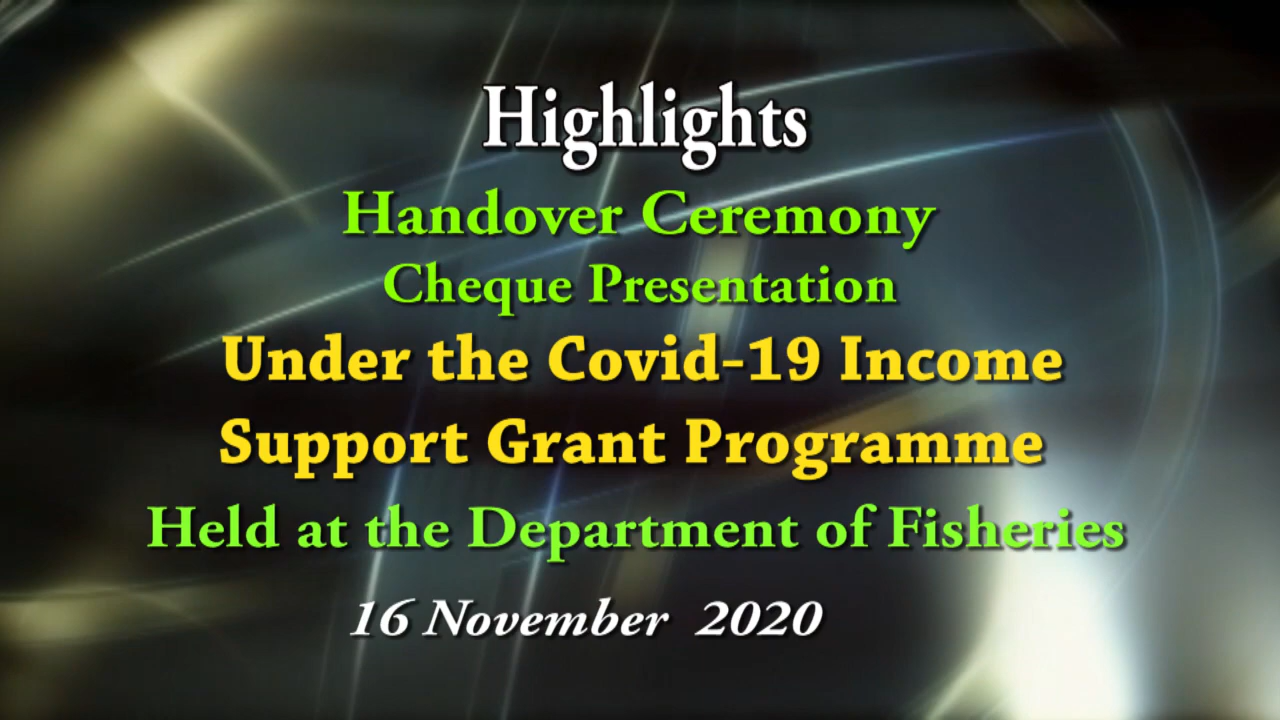 Highlights
Handover Ceremony
Cheque Presentation
Under the Covid-19 Income
Support Grant Programme
Held at the Department of Fisheries
16 November 2020